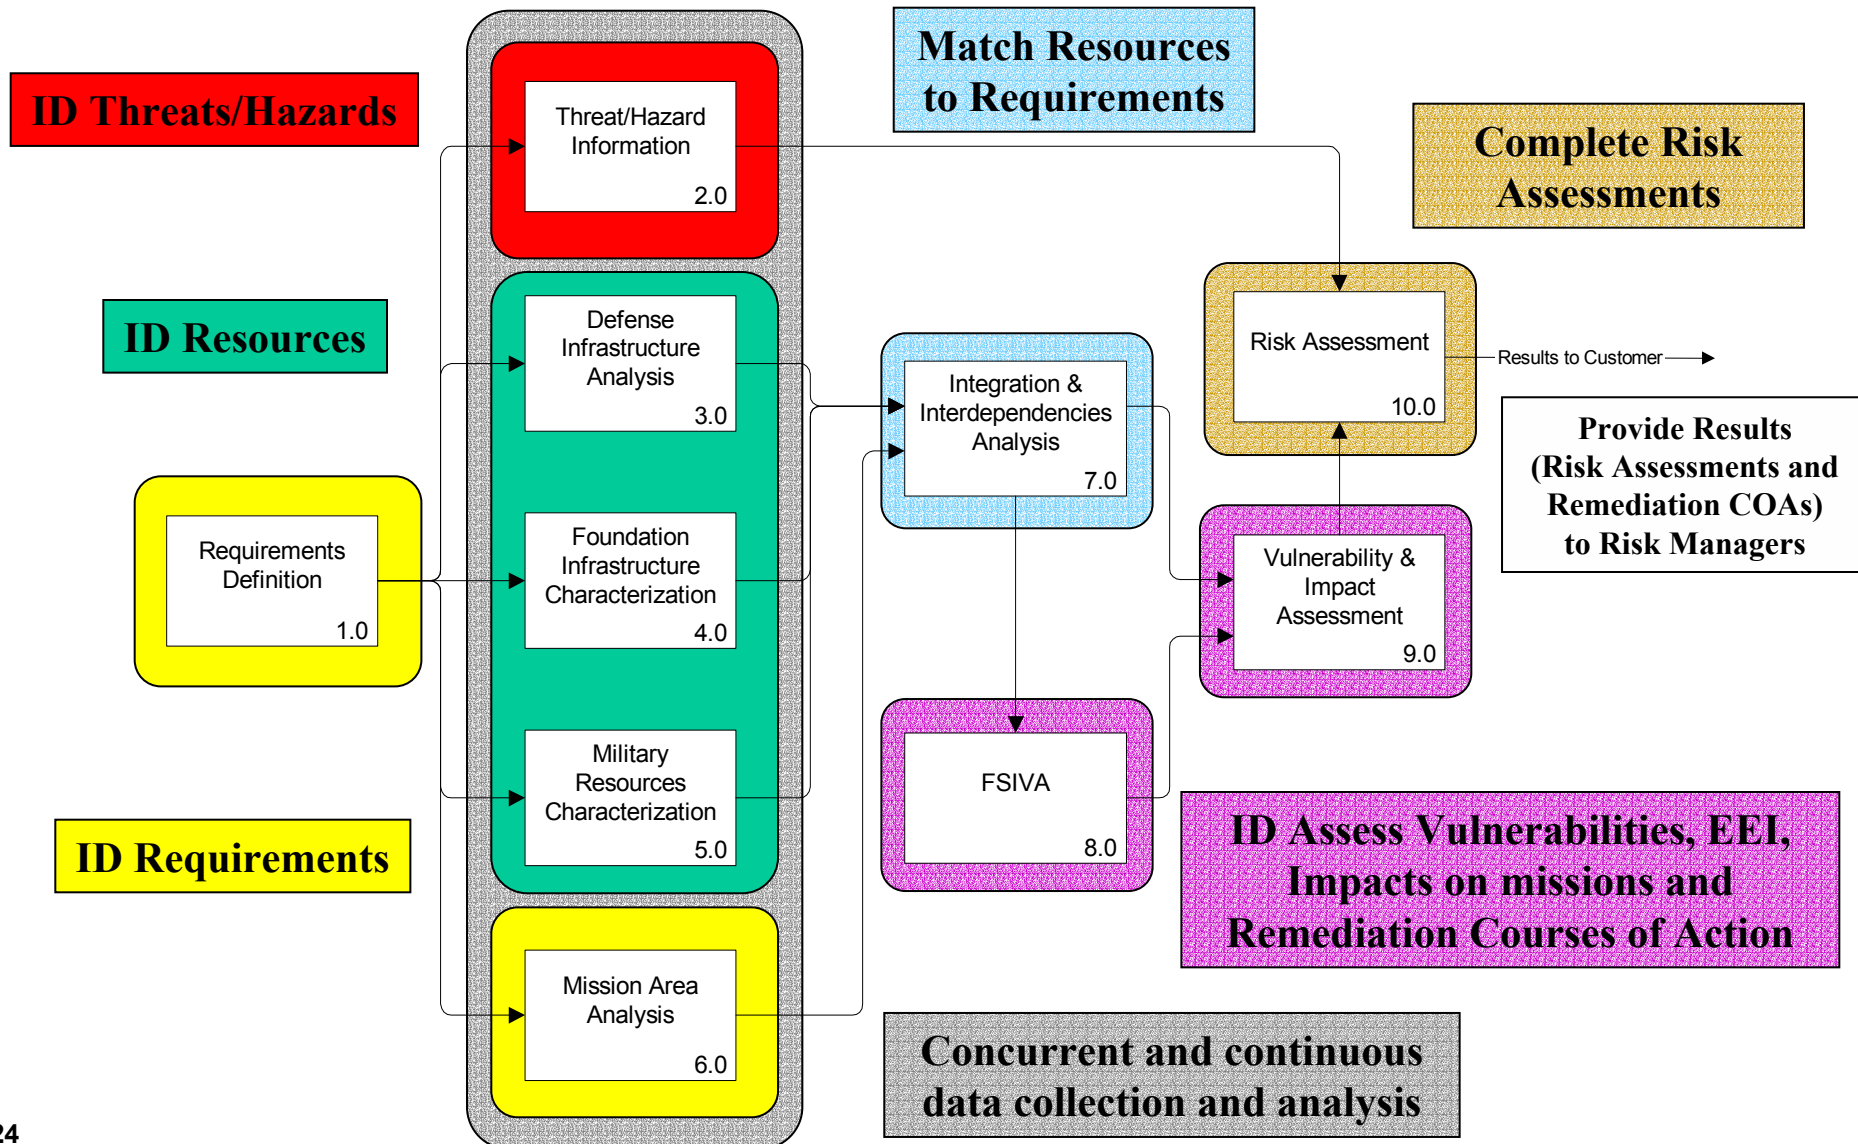 Match Resources
to Requirements
ID Threats/Hazards
Threat/Hazard
Information
2.0
Complete Risk
Assessments
ID Resources
Defense
Infrastructure
Analysis
3.0
Risk Assessment
10.0
Results to Customer
Integration &
Interdependencies
Analysis
7.0
Provide Results
(Risk Assessments and
Remediation COAs)
to Risk Managers
Requirements
Definition
1.0
Foundation
Infrastructure
Characterization
4.0
Vulnerability &
Impact
Assessment
9.0
Military
Resources
Characterization
5.0
FSIVA
8.0
ID Requirements
ID Assess Vulnerabilities, EEI,
Impacts on missions and
Remediation Courses of Action
Mission Area
Analysis
6.0
Concurrent and continuous
data collection and analysis
24